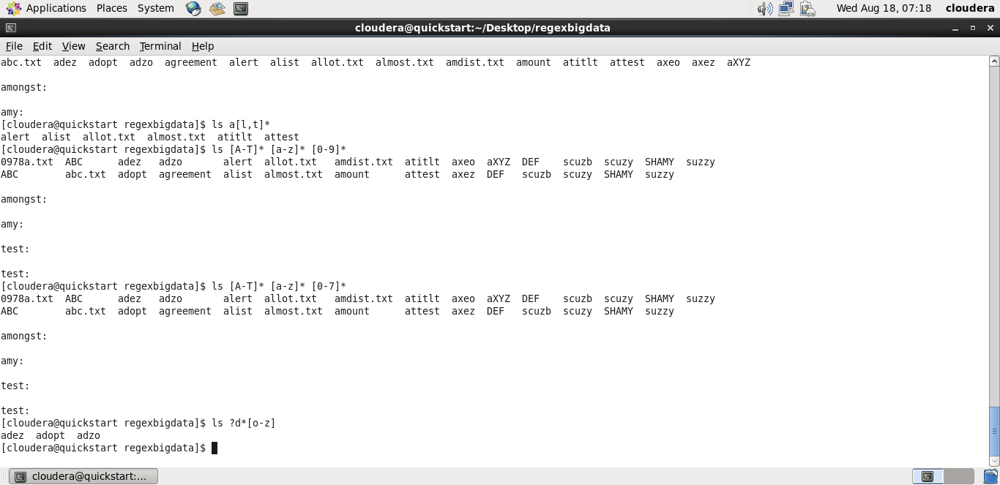 Applications Places System Wed Aug 18, 07:18 cloudera
cloudera@quickstart:~/Desktop/regexbigdata
File Edit View Search Terminal Help
abc.txt adez adopt adzo agreement alert alist allot.txt almost.txt amdist.txt amount atitlt attest axeo axez aXYZ
amongst:
amy:
[cloudera@quickstart regexbigdata]$ ls a[l,t]*
alert alist allot.txt almost.txt atitlt attest
[cloudera@quickstart regexbigdata]$ ls [A-T]* [a-z]* [0-9]*
0978a.txt ABC adez adzo alert allot.txt amdist.txt atitlt axeo aXYZ DEF scuzb scuzy SHAMY suzzy
ABC abc.txt adopt agreement alist almost.txt amount attest axez DEF scuzb scuzy SHAMY suzzy
amongst:
amy:
test:
test:
[cloudera@quickstart regexbigdata]$ ls [A-T]* [a-z]* [0-7]*
0978a.txt ABC adez adzo alert allot.txt amdist.txt atitlt axeo aXYZ DEF scuzb scuzy SHAMY suzzy
ABC abc.txt adopt agreement alist almost.txt amount attest axez DEF scuzb scuzy SHAMY suzzy
amongst:
amy:
test:
test:
[cloudera@quickstart regexbigdata]$ ls ?d*[o-z]
adez adopt adzo
[cloudera@quickstart regexbigdata]$
cloudera@quickstart:...